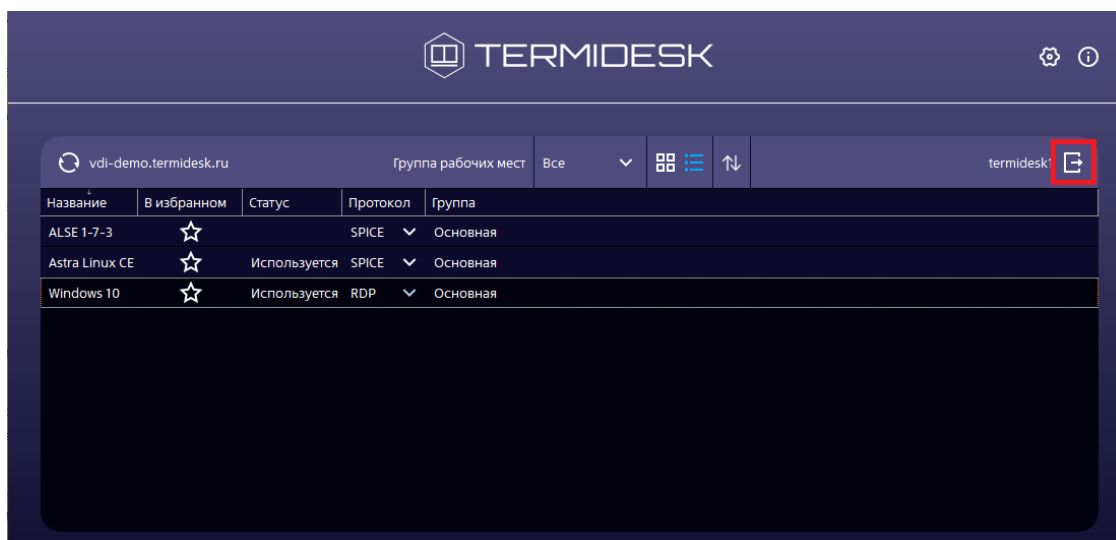 TERMIDESK
vdi-demo.termidesk.ru Группа рабочих мест Все termidesk1
Название В избранном Статус Протокол Группа
ALSE 1-7-3 SPICE Основная
Astra Linux CE Используется SPICE Основная
Windows 10 Используется RDP Основная